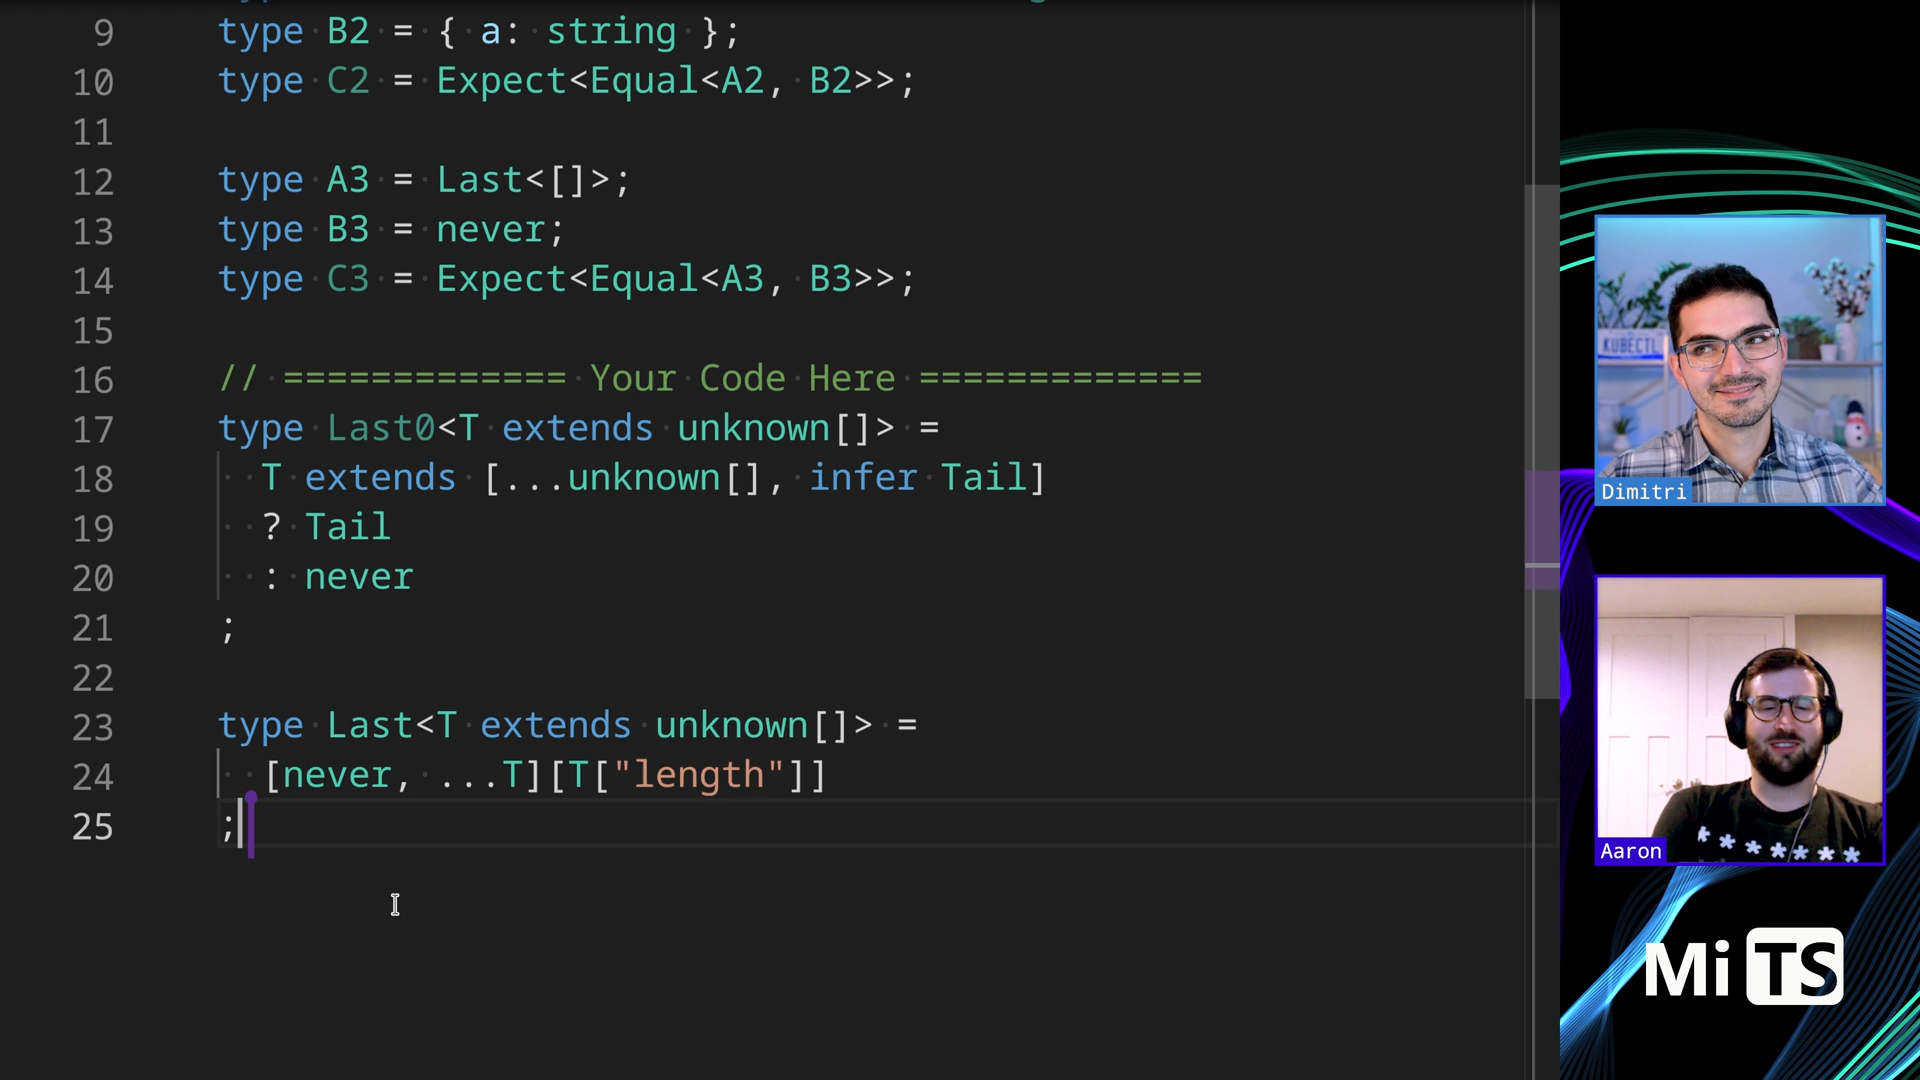 9 type B2 = { a: string };
10 type C2 = Expect<Equal<A2, B2>>;
11
12 type A3 = Last<[]>;
13 type B3 = never;
14 type C3 = Expect<Equal<A3, B3>>;
15
16 // ============= Your Code Here =============
17 type Last0<T extends unknown[]> =
18 T extends [...unknown[], infer Tail]
19 ? Tail
20 : never
21 ;
22
23 type Last<T extends unknown[]> =
24 [never, ...T][T["length"]]
25 ;
KUBECTL
Dimitri
* * * * * *
Aaron
Mi TS